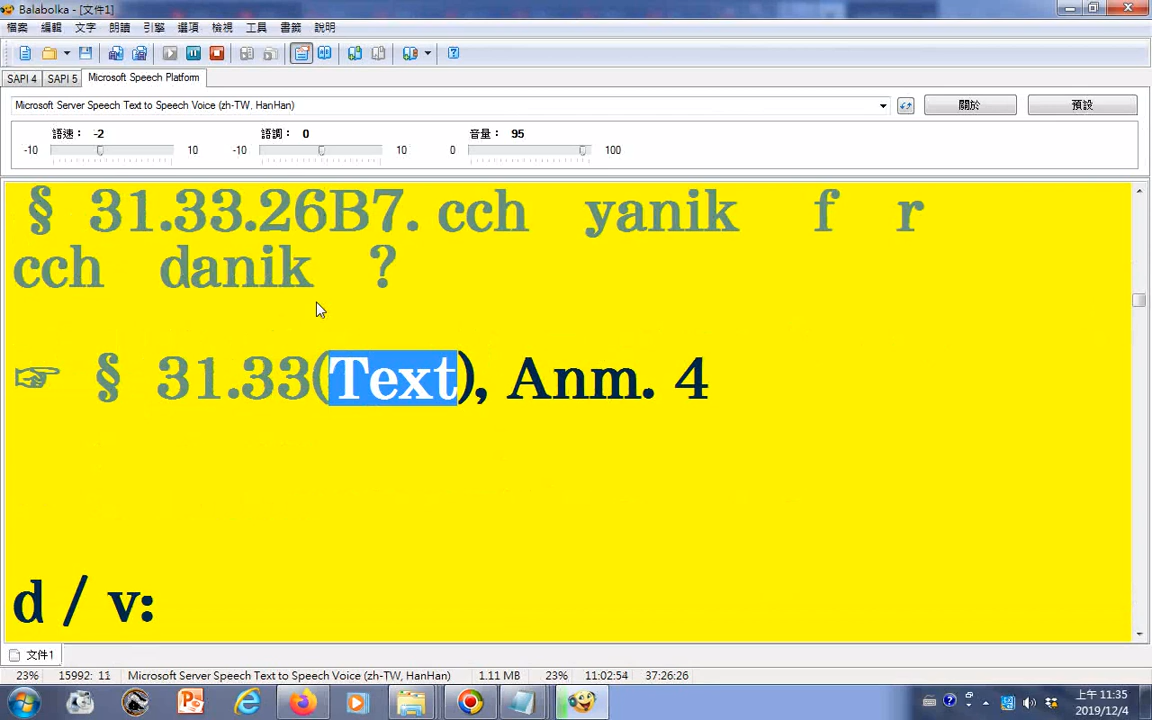 Balabolka - [文件1]
檔案 編輯 文字 朗讀 引擎 選項 檢視 工具 書籤 說明
SAPI 4 SAPI 5 Microsoft Speech Platform
Microsoft Server Speech Text to Speech Voice (zh-TW, HanHan) 關於 預設
語速： -2 語調： 0 音量： 95
-10 10 -10 10 0 100
§ 31.33.26B7. cch yanik f r
cch danik ?
☞ § 31.33(Text), Anm. 4
d / v:
文件1
23% 15992: 11 Microsoft Server Speech Text to Speech Voice (zh-TW, HanHan) 1.11 MB 23% 11:02:54 37:26:26
上午 11:35
2019/12/4